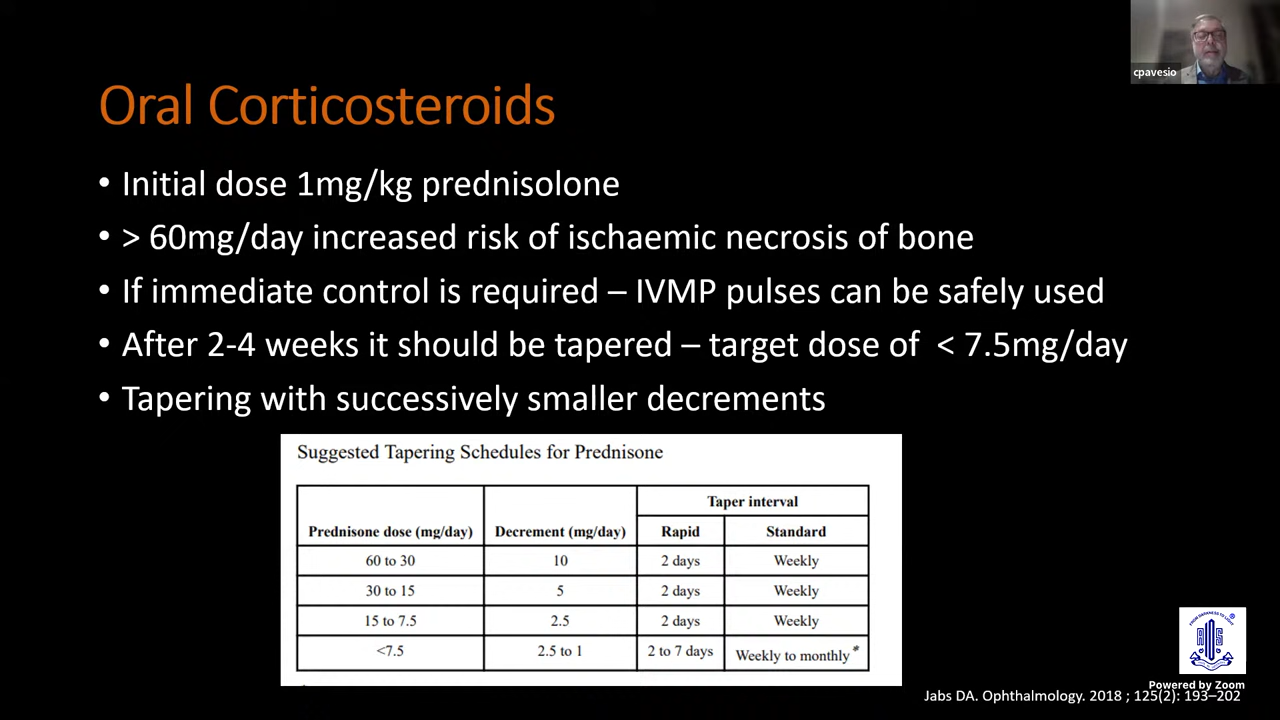 cpavesio
Oral Corticosteroids
• Initial dose 1mg/kg prednisolone
• > 60mg/day increased risk of ischaemic necrosis of bone
• If immediate control is required – IVMP pulses can be safely used
• After 2-4 weeks it should be tapered – target dose of < 7.5mg/day
• Tapering with successively smaller decrements
Suggested Tapering Schedules for Prednisone
Taper interval
Prednisone dose (mg/day) Decrement (mg/day) Rapid Standard
60 to 30 10 2 days Weekly
30 to 15 5 2 days Weekly
15 to 7.5 2.5 2 days Weekly
<7.5 2.5 to 1 2 to 7 days Weekly to monthly*
Powered by Zoom
Jabs DA. Ophthalmology. 2018 ; 125(2): 193–202